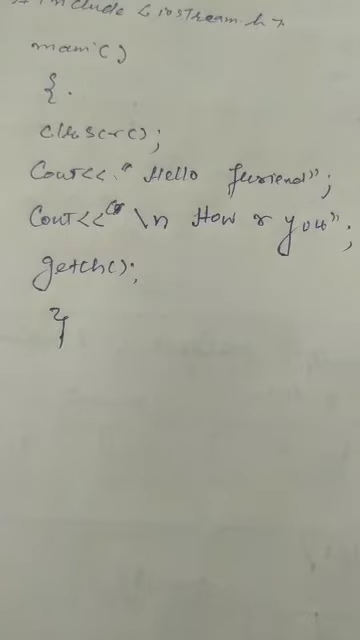 # include <iostream.h>
main()
{
clrscr();
Cout<< "Hello friend";
Cout<<" \n How r you";
getch();
}